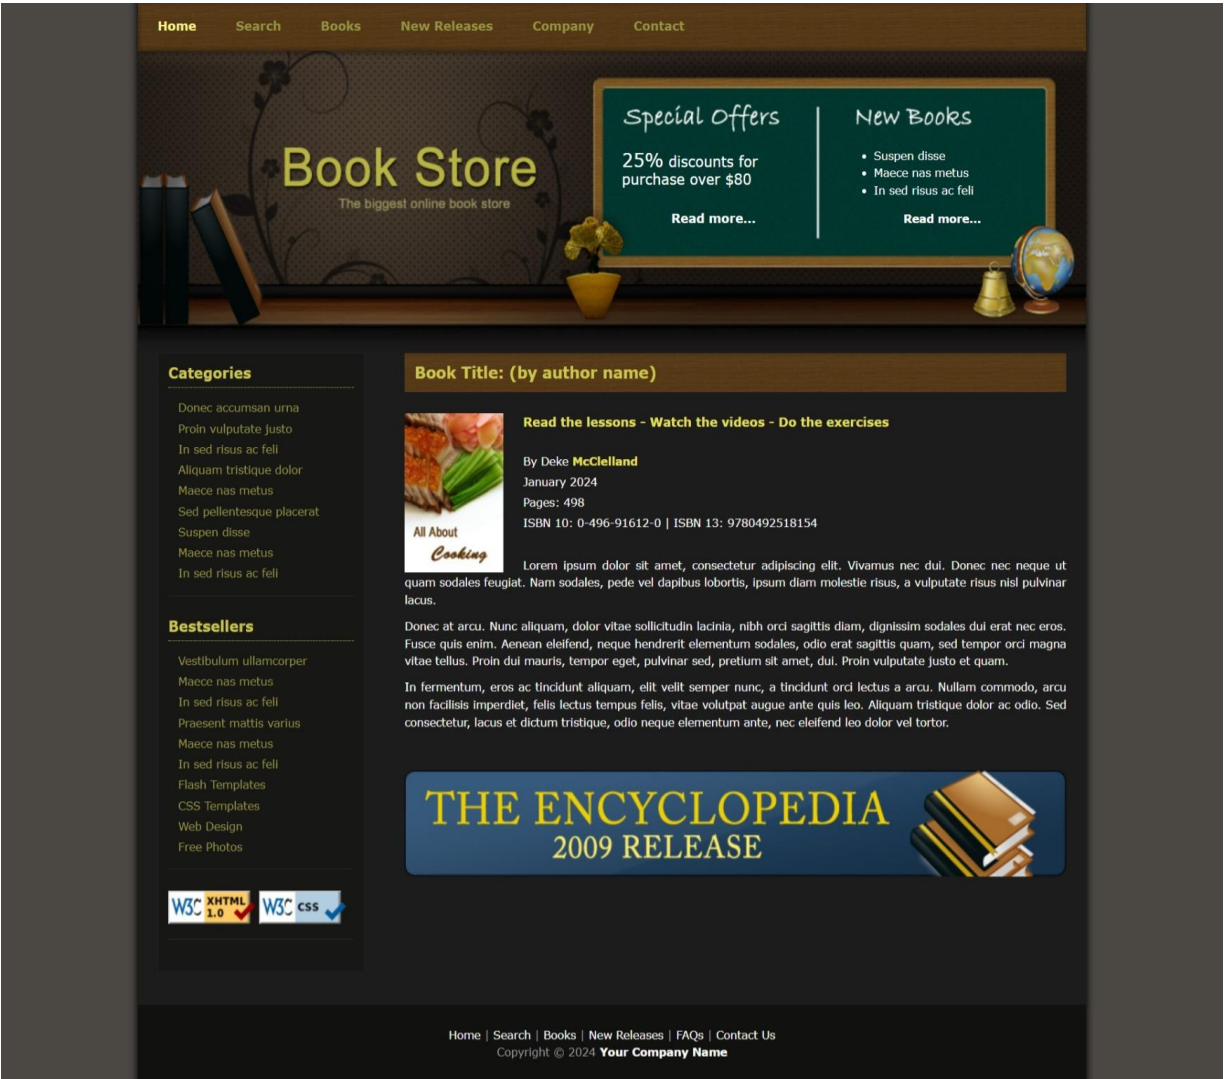 Home Search Books New Releases Company Contact
Book Store
The biggest online book store
Special Offers
25% discounts for
purchase over $80
Read more...
New Books
Suspen disse
Maece nas metus
In sed risus ac feli
Read more...
Categories
Donec accumsan urna
Proin vulputate justo
In sed risus ac feli
Aliquam tristique dolor
Maece nas metus
Sed pellentesque placerat
Suspen disse
Maece nas metus
In sed risus ac feli
Bestsellers
Vestibulum ullamcorper
Maece nas metus
In sed risus ac feli
Praesent mattis varius
Maece nas metus
In sed risus ac feli
Flash Templates
CSS Templates
Web Design
Free Photos
W3C XHTML 1.0
W3C css
Book Title: (by author name)
All About
Cooking
Read the lessons - Watch the videos - Do the exercises
By Deke McClelland
January 2024
Pages: 498
ISBN 10: 0-496-91612-0 | ISBN 13: 9780492518154
Lorem ipsum dolor sit amet, consectetur adipiscing elit. Vivamus nec dui. Donec nec neque ut
quam sodales feugiat. Nam sodales, pede vel dapibus lobortis, ipsum diam molestie risus, a vulputate risus nisl pulvinar
lacus.
Donec at arcu. Nunc aliquam, dolor vitae sollicitudin lacinia, nibh orci sagittis diam, dignissim sodales dui erat nec eros.
Fusce quis enim. Aenean eleifend, neque hendrerit elementum sodales, odio erat sagittis quam, sed tempor orci magna
vitae tellus. Proin dui mauris, tempor eget, pulvinar sed, pretium sit amet, dui. Proin vulputate justo et quam.
In fermentum, eros ac tincidunt aliquam, elit velit semper nunc, a tincidunt orci lectus a arcu. Nullam commodo, arcu
non facilisis imperdiet, felis lectus tempus felis, vitae volutpat augue ante quis leo. Aliquam tristique dolor ac odio. Sed
consectetur, lacus et dictum tristique, odio neque elementum ante, nec eleifend leo dolor vel tortor.
THE ENCYCLOPEDIA
2009 RELEASE
Home | Search | Books | New Releases | FAQs | Contact Us
Copyright © 2024 Your Company Name